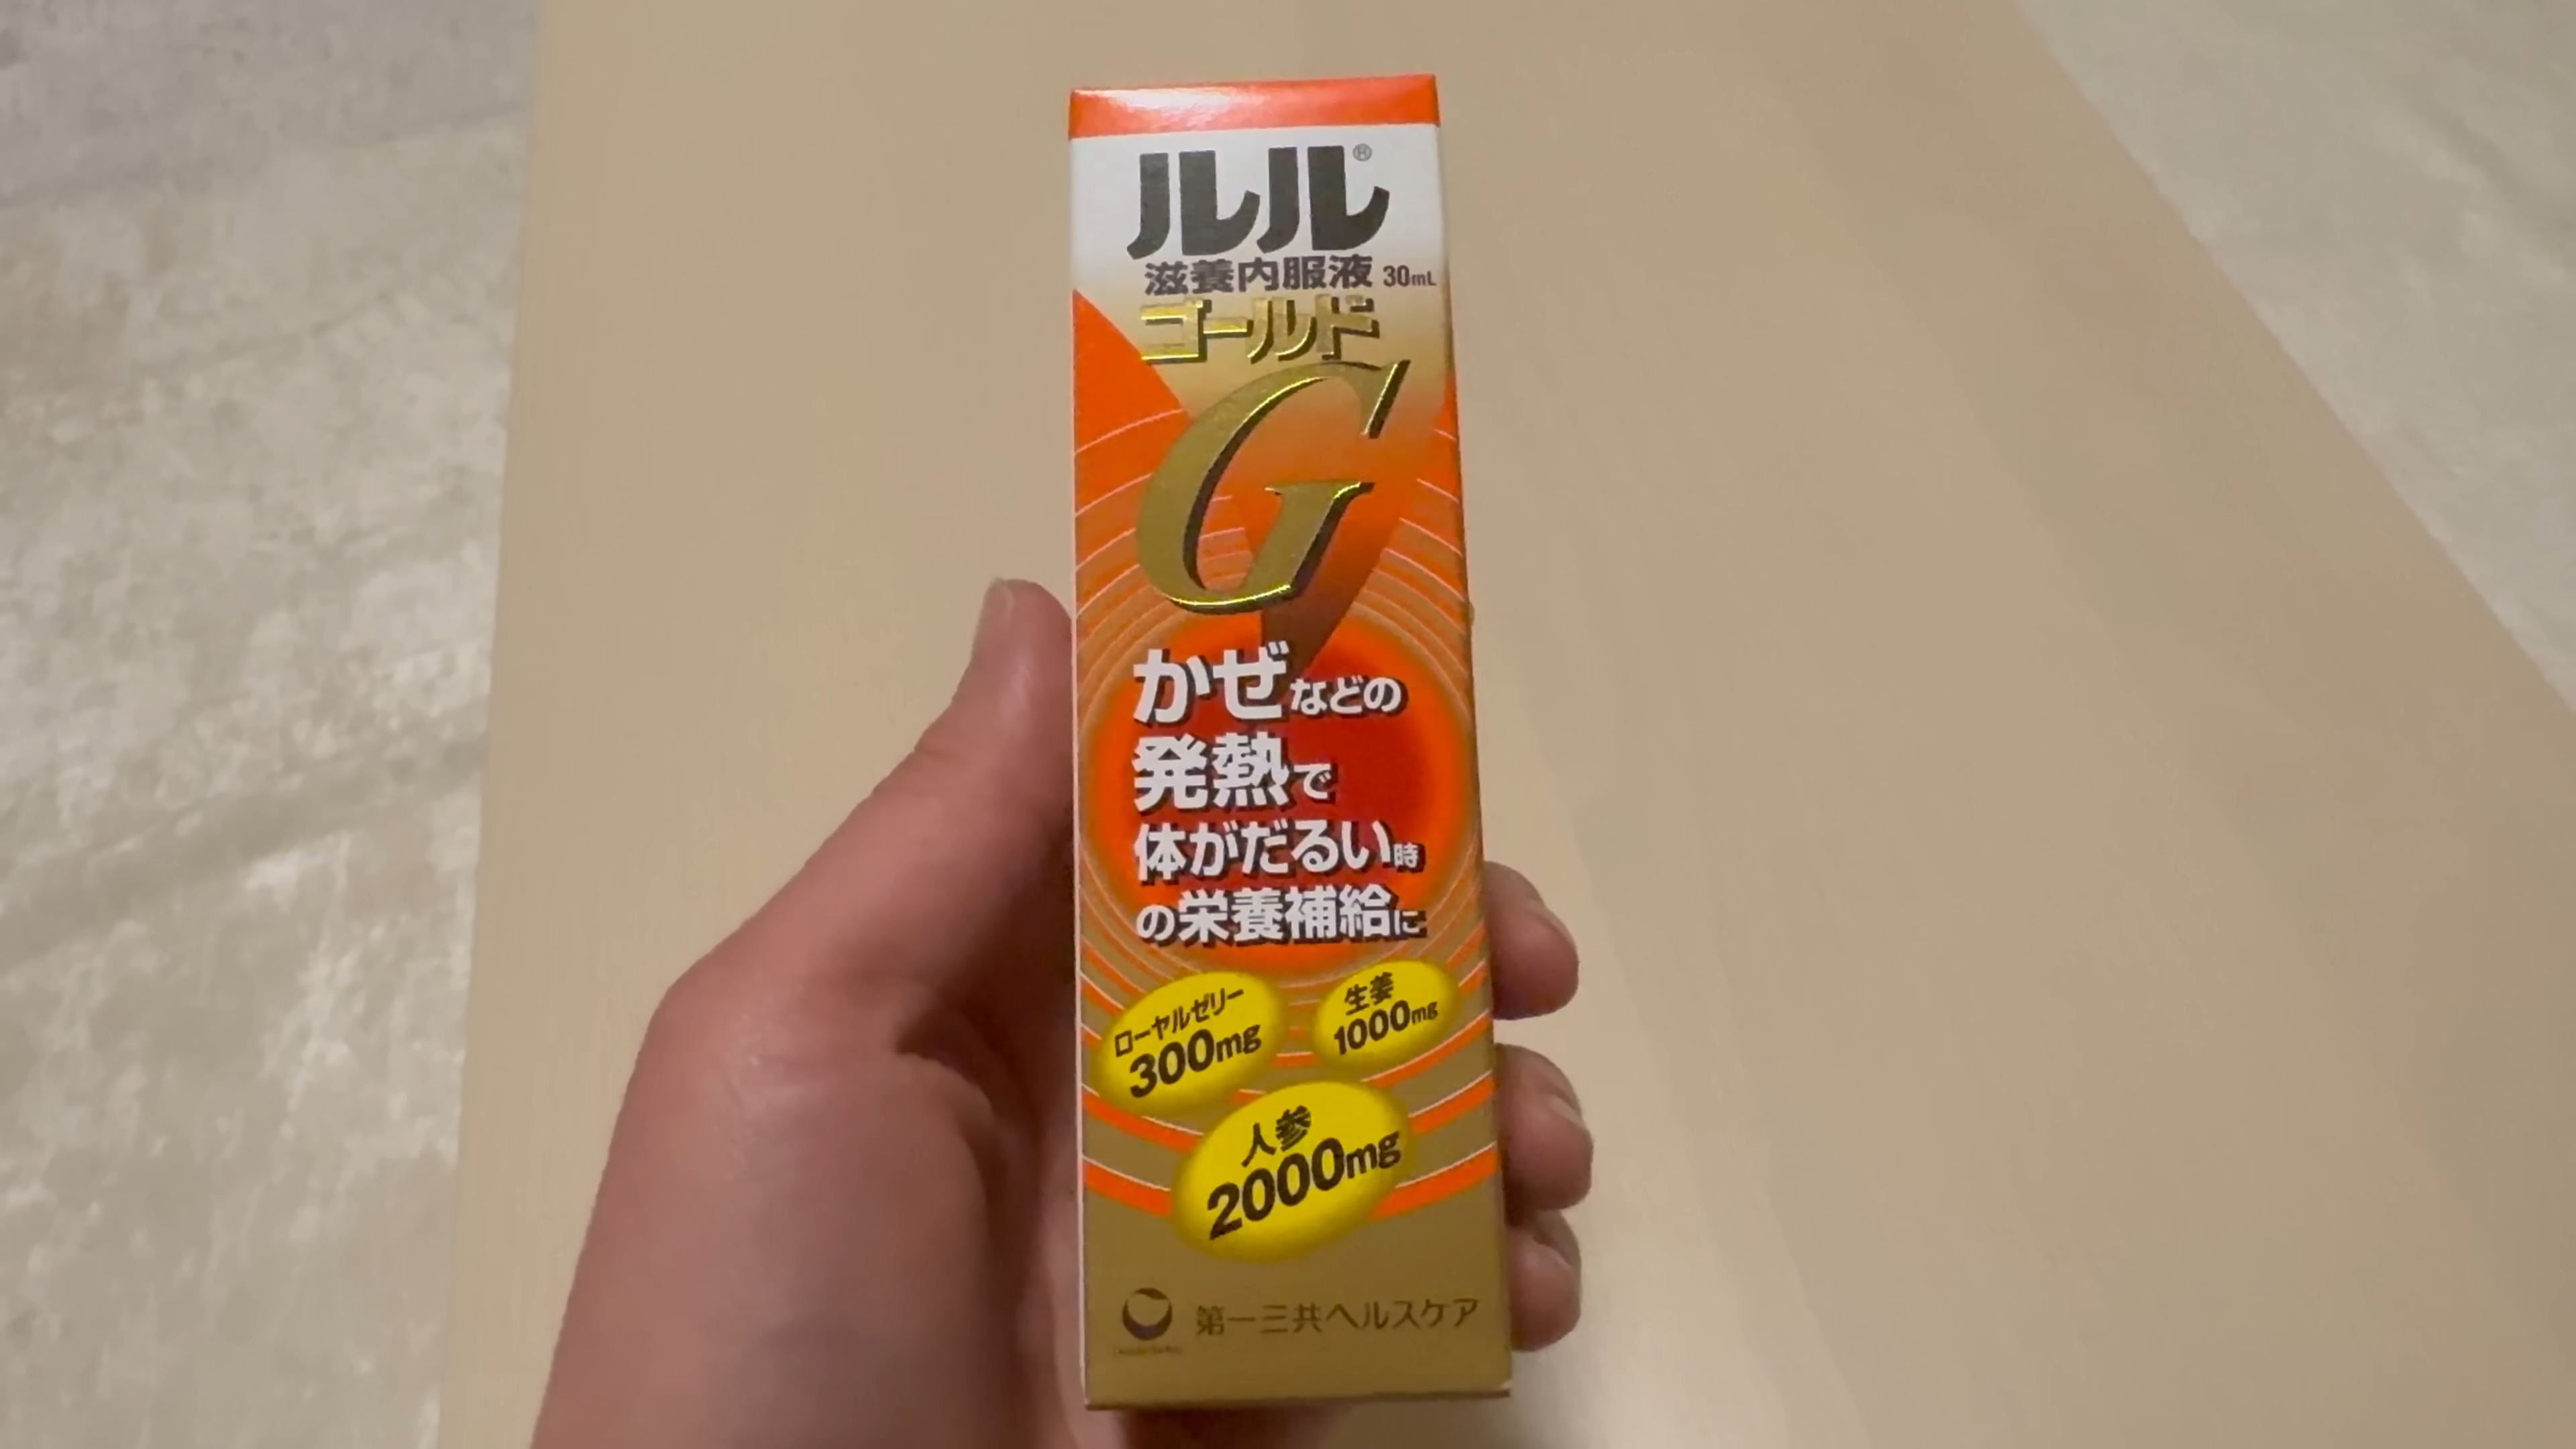 ルル®
滋養内服液 30mL
ゴールド
G
かぜなどの
発熱で
体がだるい時
の栄養補給に
ローヤルゼリー
300mg
生姜
1000mg
人参
2000mg
第一三共ヘルスケア